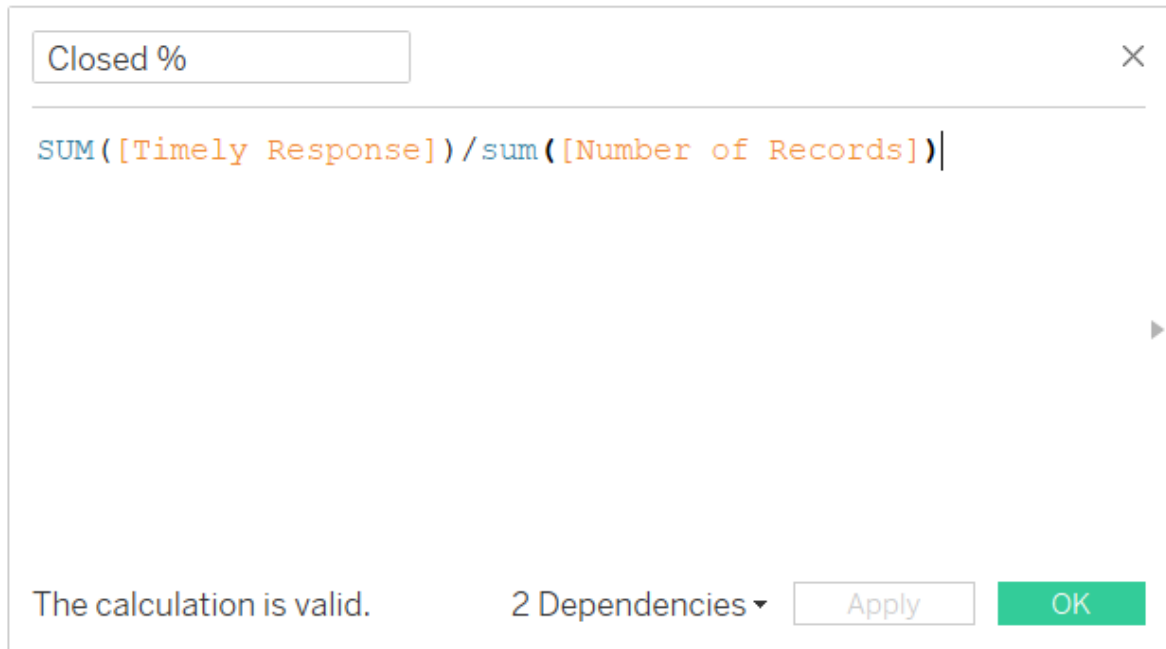 Closed %
SUM([Timely Response])/sum([Number of Records])
The calculation is valid. 2 Dependencies Apply OK